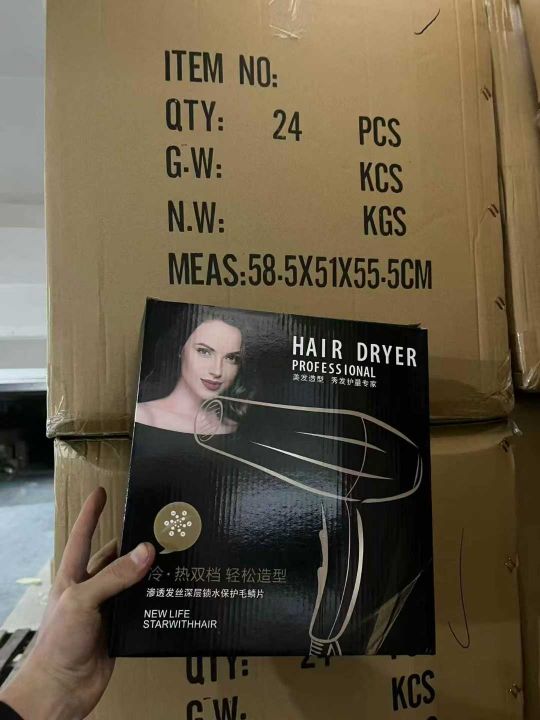 ITEM NO:
QTY: 24 PCS
G.W: KCS
N.W: KGS
MEAS:58.5X51X55.5CM
HAIR DRYER
PROFESSIONAL
美发造型 秀发护量专家
冷·热双档 轻松造型
渗透发丝深层锁水保护毛鳞片
NEW LIFE
STARWITHHAIR
QTY: 24
G.W: KCS